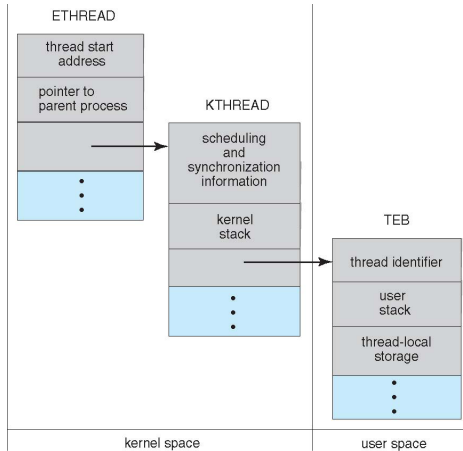 ETHREAD
thread start
address
pointer to
parent process
KTHREAD
scheduling
and
synchronization
information
kernel
stack
TEB
thread identifier
user
stack
thread-local
storage
kernel space
user space